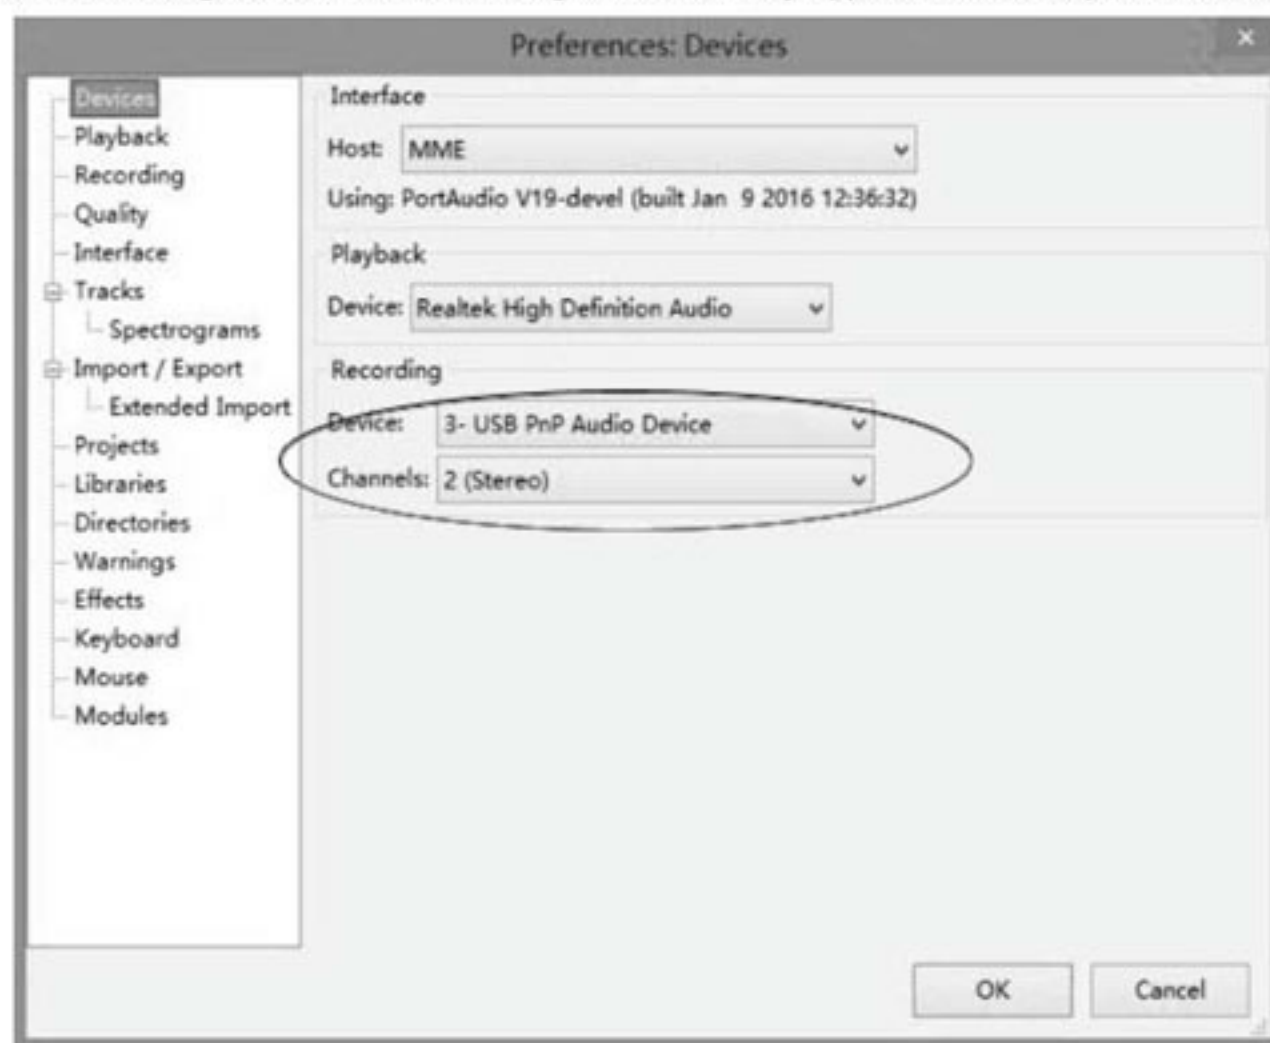 Preferences: Devices
Devices
Playback
Recording
Quality
Interface
Tracks
Spectrograms
Import / Export
Extended Import
Projects
Libraries
Directories
Warnings
Effects
Keyboard
Mouse
Modules
Interface
Host: MME
Using: PortAudio V19-devel (built Jan 9 2016 12:36:32)
Playback
Device: Realtek High Definition Audio
Recording
Device: 3- USB PnP Audio Device
Channels: 2 (Stereo)
OK
Cancel